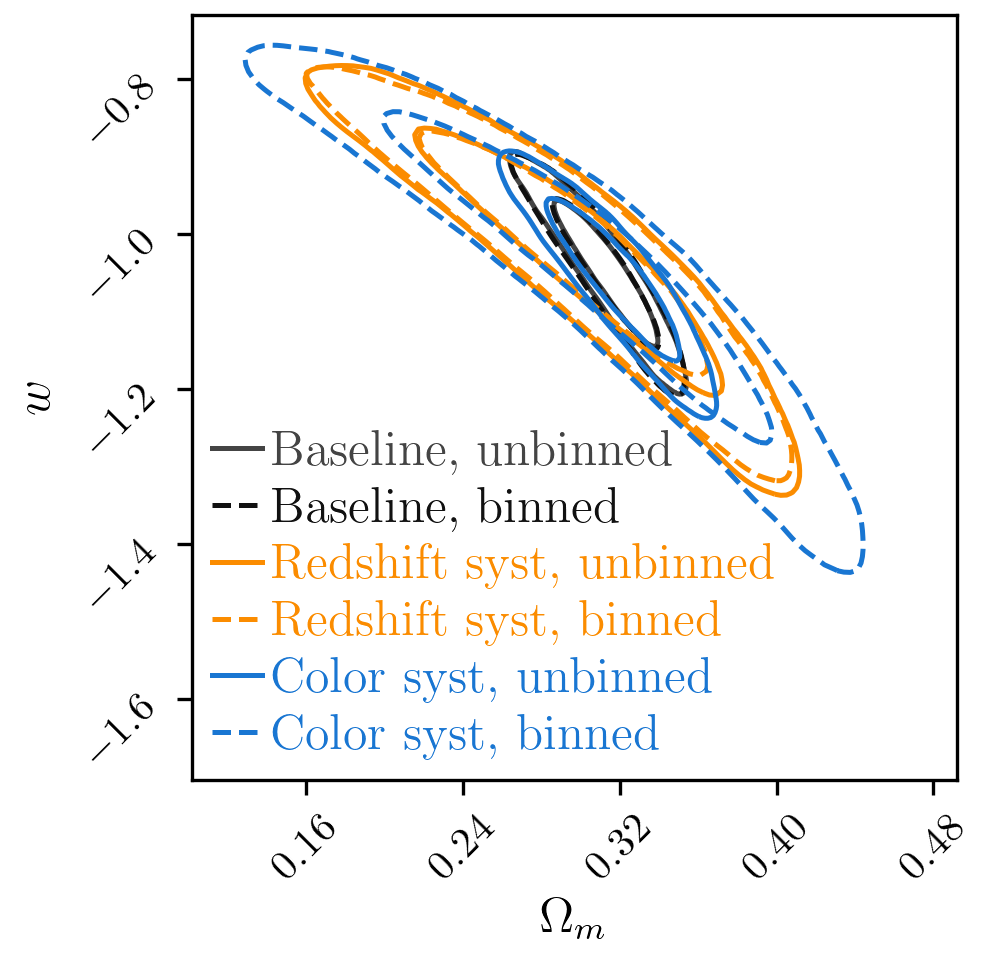 −0.8
−1.0
−1.2
−1.4
−1.6
w
Baseline, unbinned
Baseline, binned
Redshift syst, unbinned
Redshift syst, binned
Color syst, unbinned
Color syst, binned
0.16 0.24 0.32 0.40 0.48
Ωm